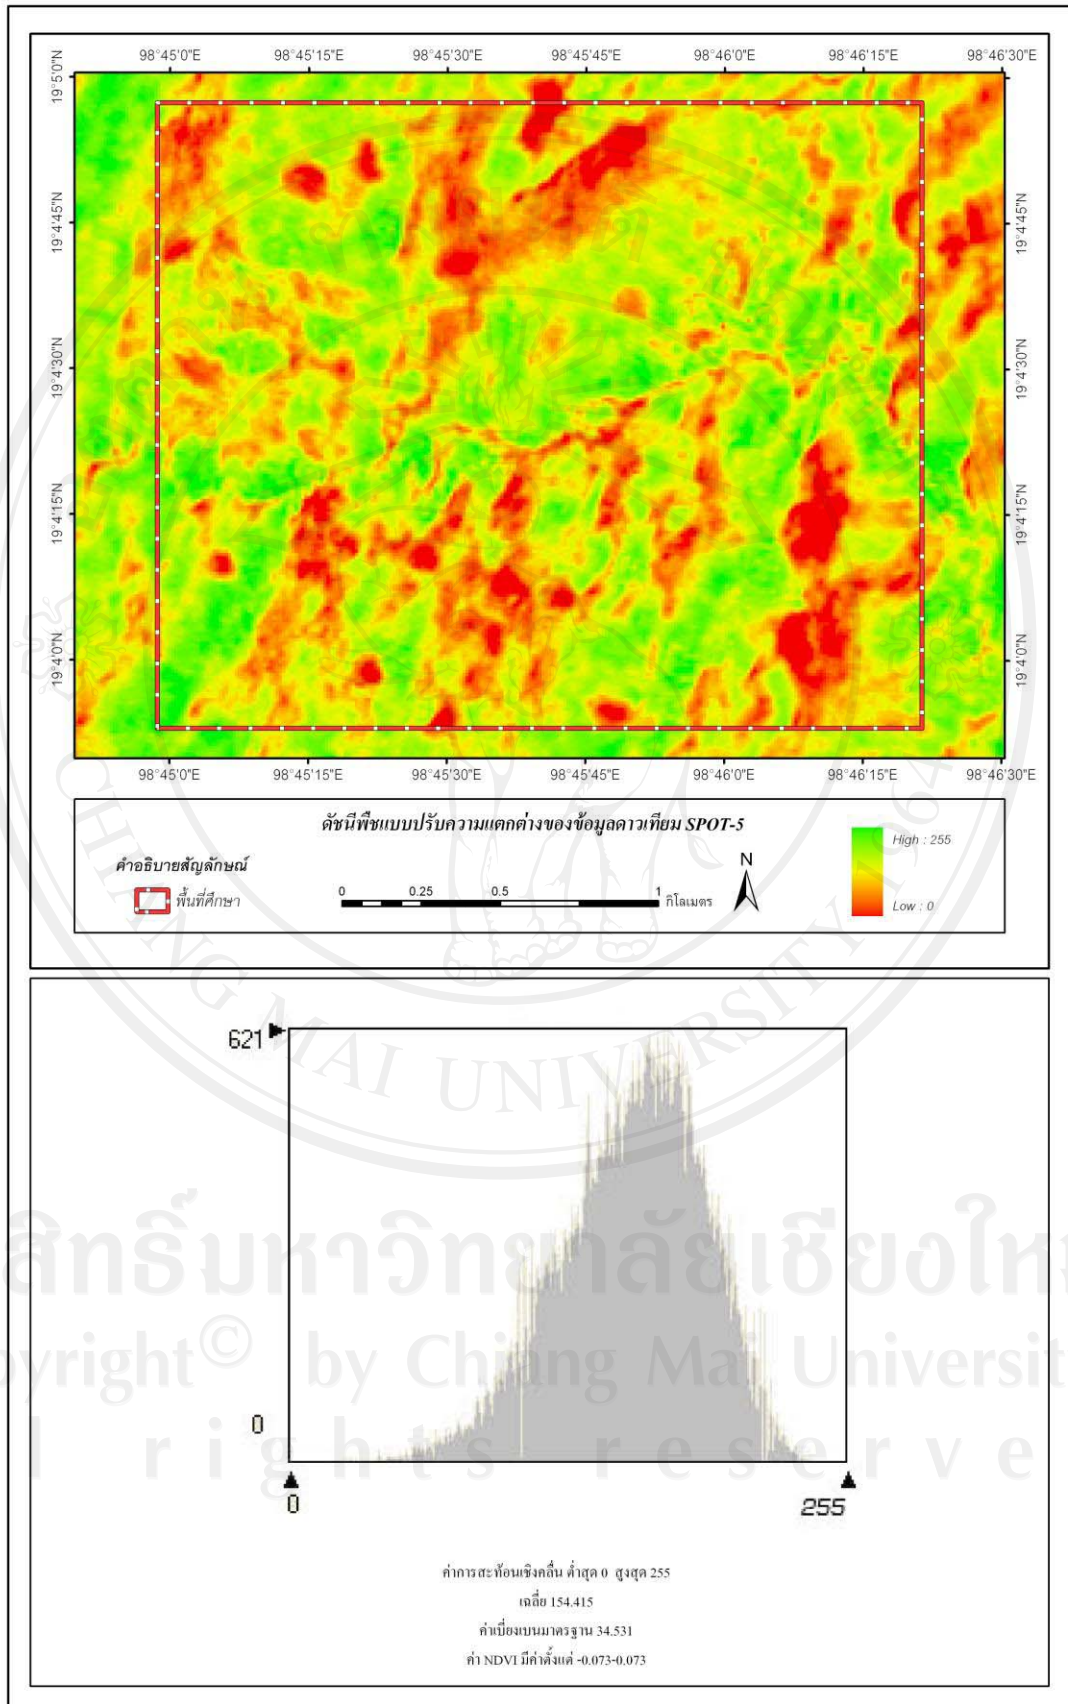 98°45'0"E 98°45'15"E 98°45'30"E 98°45'45"E 98°46'0"E 98°46'15"E 98°46'30"E
19°5'0"N
19°4'45"N 19°4'45"N
19°4'30"N 19°4'30"N
19°4'15"N 19°4'15"N
19°4'0"N 19°4'0"N
98°45'0"E 98°45'15"E 98°45'30"E 98°45'45"E 98°46'0"E 98°46'15"E 98°46'30"E
ดัชนีพืชแบบปรับความแตกต่างของข้อมูลดาวเทียม SPOT-5
คำอธิบายสัญลักษณ์
พื้นที่ศึกษา
0 0.25 0.5 1
กิโลเมตร
N
High : 255
Low : 0
CHIANG MAI UNIVERSITY 1964
621
0
0 255
สิทธิ์มหาวิทยาลัยเชียงให
opyright© by Chiang Mai Universit
l rights reserve
ค่าการสะท้อนเชิงคลื่น ต่ำสุด 0 สูงสุด 255
เฉลี่ย 154.415
ค่าเบี่ยงเบนมาตรฐาน 34.531
ค่า NDVI มีค่าตั้งแต่ -0.073-0.073